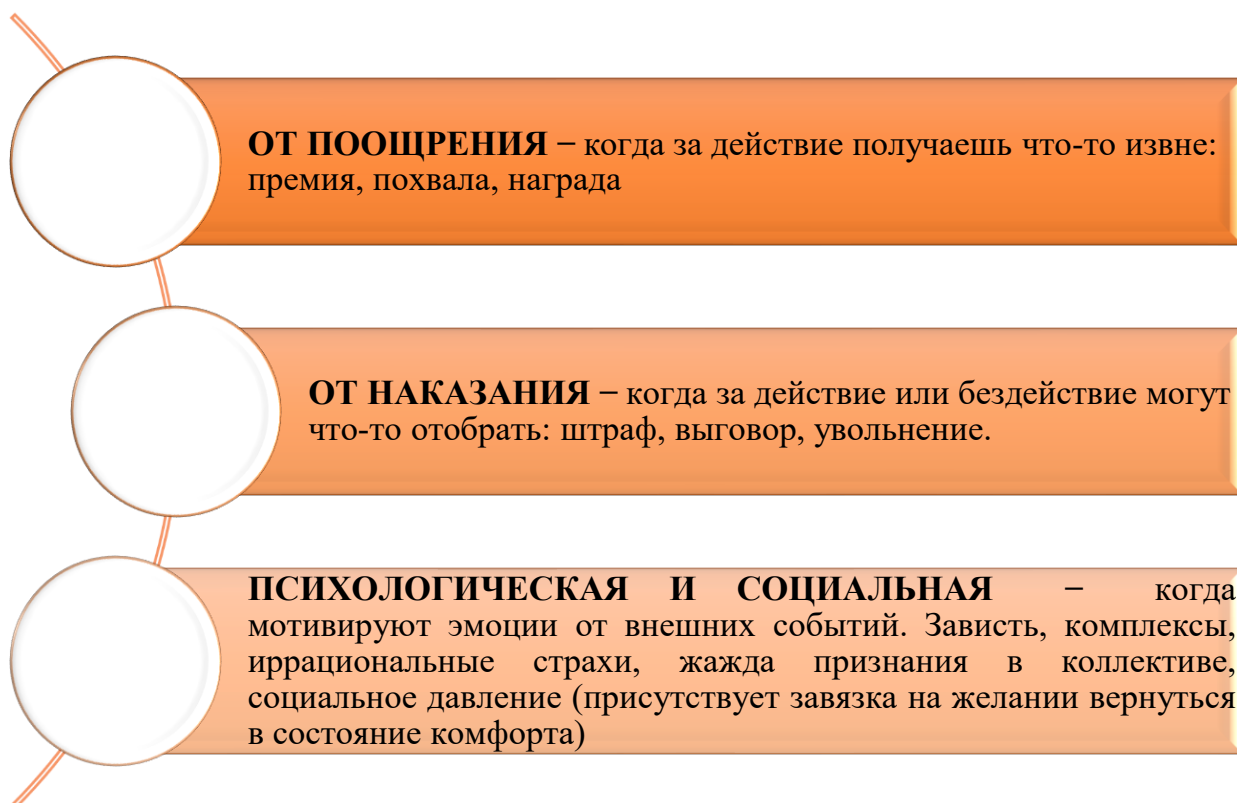 ОТ ПООЩРЕНИЯ – когда за действие получаешь что-то извне:
премия, похвала, награда
ОТ НАКАЗАНИЯ – когда за действие или бездействие могут
что-то отобрать: штраф, выговор, увольнение.
ПСИХОЛОГИЧЕСКАЯ И СОЦИАЛЬНАЯ – когда
мотивируют эмоции от внешних событий. Зависть, комплексы,
иррациональные страхи, жажда признания в коллективе,
социальное давление (присутствует завязка на желании вернуться
в состояние комфорта)